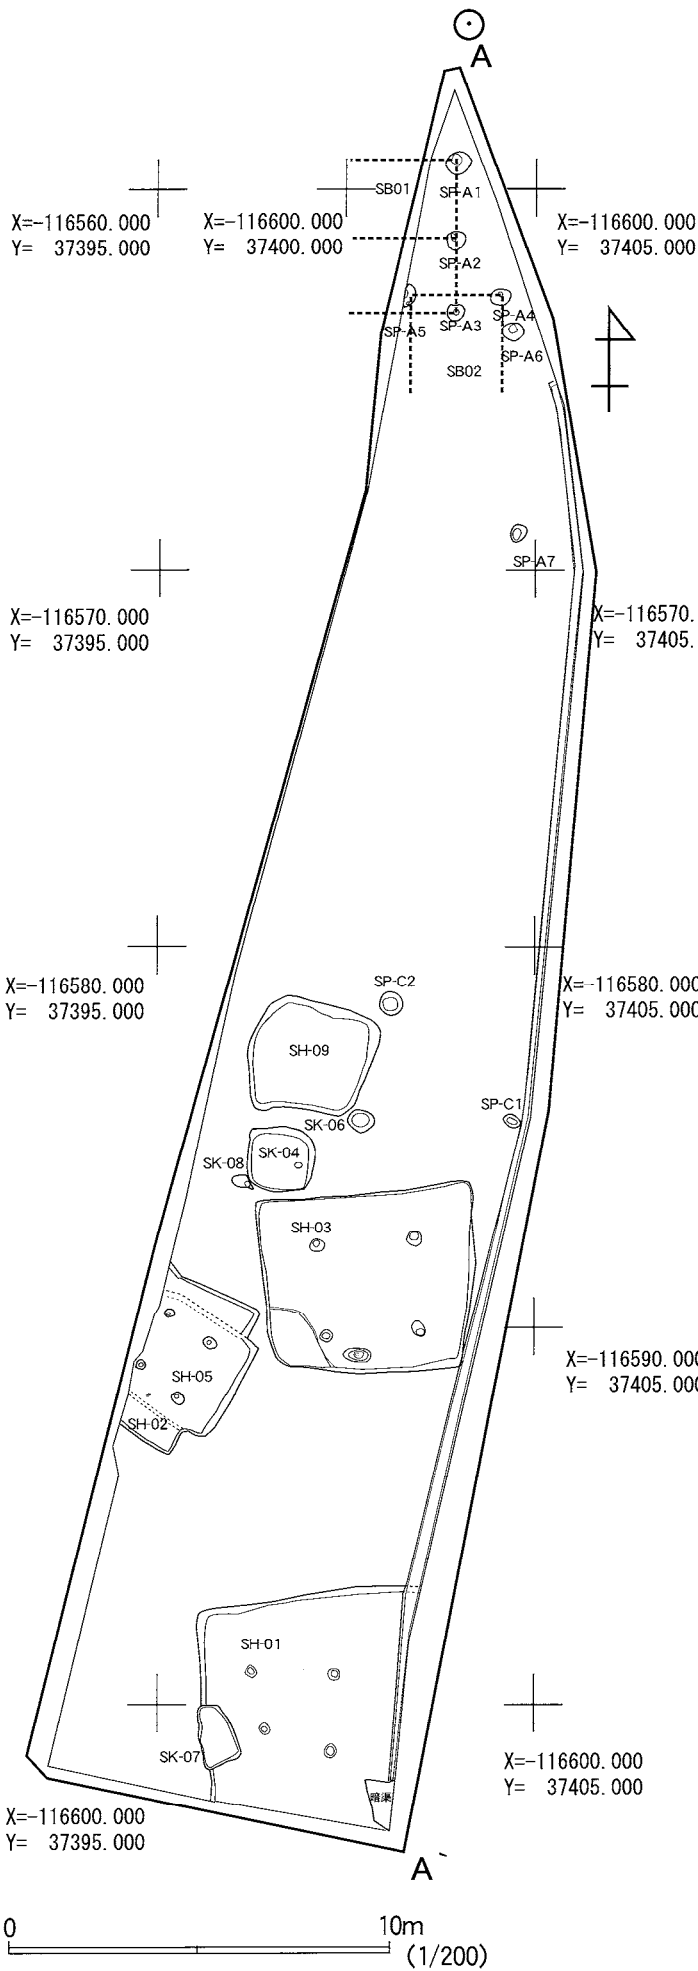 A
SB01
SP-A1
X=-116560.000
Y= 37395.000
X=-116600.000
Y= 37400.000
X=-116600.000
Y= 37405.000
SP-A2
SP-A5
SP-A3
SP-A4
SP-A6
SB02
SP-A7
X=-116570.000
Y= 37395.000
X=-116570.
Y= 37405.
SP-C2
X=-116580.000
Y= 37395.000
X=-116580.000
Y= 37405.000
SH-09
SP-C1
SK-06
SK-04
SK-08
SH-03
SH-05
SH-02
X=-116590.000
Y= 37405.000
SH-01
SK-07
X=-116600.000
Y= 37405.000
暗渠
X=-116600.000
Y= 37395.000
A`
0
10m
(1/200)